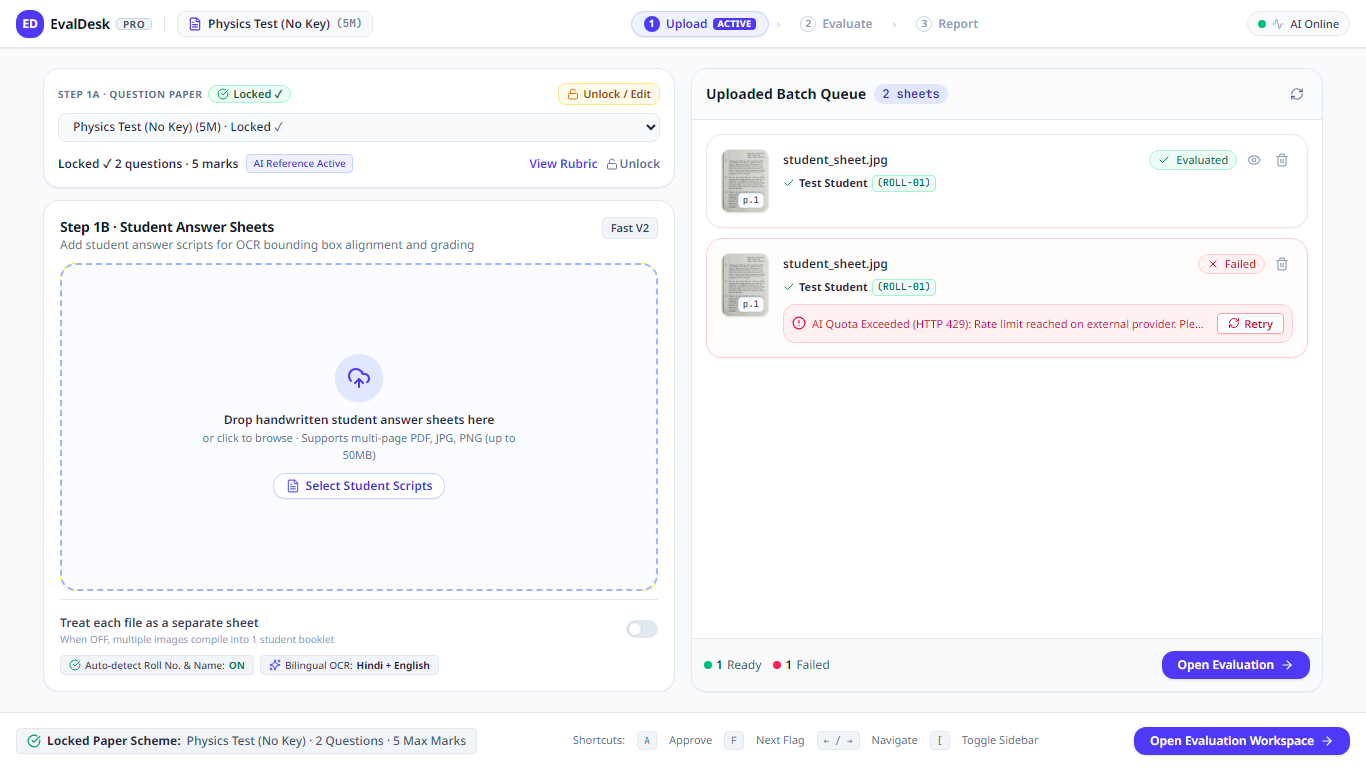 ED EvalDesk PRO
Physics Test (No Key) (5M)
1 Upload ACTIVE › 2 Evaluate › 3 Report
AI Online
STEP 1A · QUESTION PAPER Locked ✓
Unlock / Edit
Physics Test (No Key) (5M) · Locked ✓
Locked ✓ 2 questions · 5 marks AI Reference Active
View Rubric Unlock
Step 1B · Student Answer Sheets
Add student answer scripts for OCR bounding box alignment and grading
Fast V2
Drop handwritten student answer sheets here
or click to browse · Supports multi-page PDF, JPG, PNG (up to
50MB)
Select Student Scripts
Treat each file as a separate sheet
When OFF, multiple images compile into 1 student booklet
Auto-detect Roll No. & Name: ON Bilingual OCR: Hindi + English
Uploaded Batch Queue 2 sheets
student_sheet.jpg
Evaluated
Test Student (ROLL-01)
p.1
student_sheet.jpg
Failed
Test Student (ROLL-01)
p.1
AI Quota Exceeded (HTTP 429): Rate limit reached on external provider. Ple...
Retry
1 Ready 1 Failed
Open Evaluation →
Locked Paper Scheme: Physics Test (No Key) · 2 Questions · 5 Max Marks
Shortcuts: A Approve F Next Flag ← / → Navigate [ Toggle Sidebar
Open Evaluation Workspace →